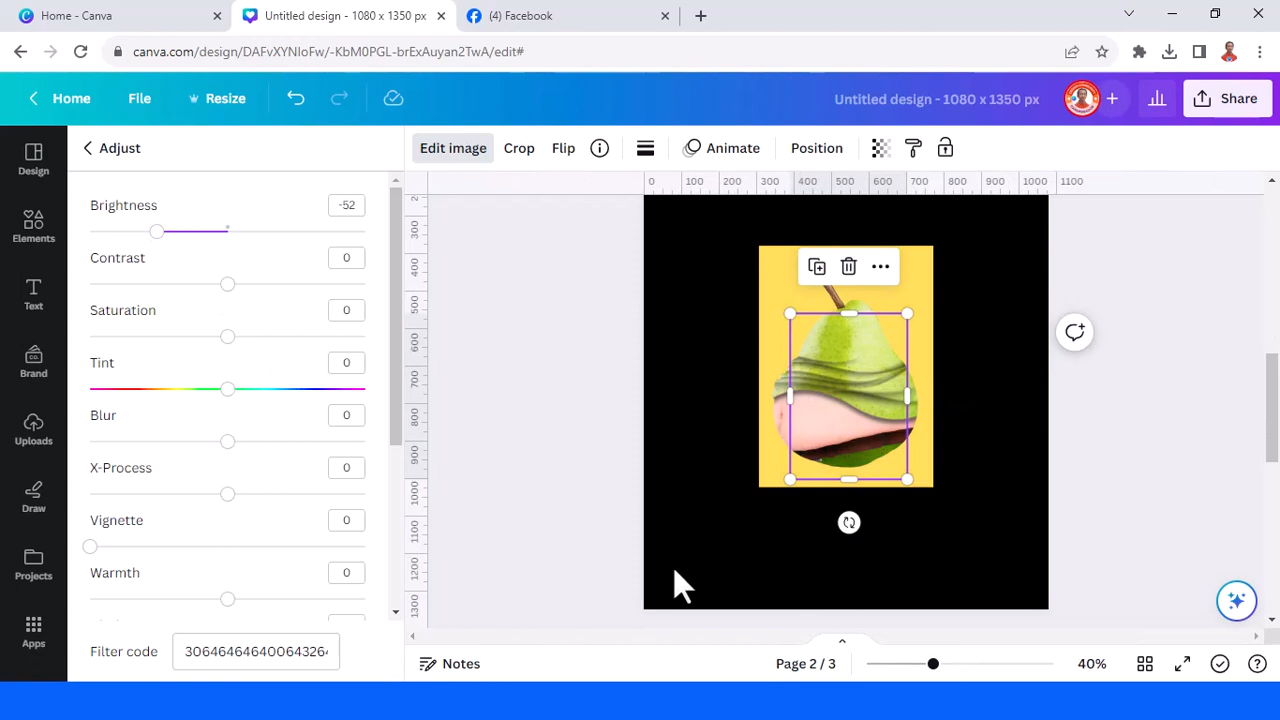 Home - Canva
Untitled design - 1080 x 1350 px
(4) Facebook
canva.com/design/DAFvXYNIoFw/-KbM0PGL-brExAuyan2TwA/edit#
Home
File
Resize
Untitled design - 1080 x 1350 px
Share
Design
Elements
Text
Brand
Uploads
Draw
Projects
Apps
Adjust
Brightness -52
Contrast 0
Saturation 0
Tint 0
Blur 0
X-Process 0
Vignette 0
Warmth 0
Filter code 30646464640064326
Edit image
Crop
Flip
Animate
Position
0 100 200 300 400 500 600 700 800 900 1000 1100
300
400
500
600
700
800
900
1000
1100
1200
1300
Notes
Page 2 / 3
40%